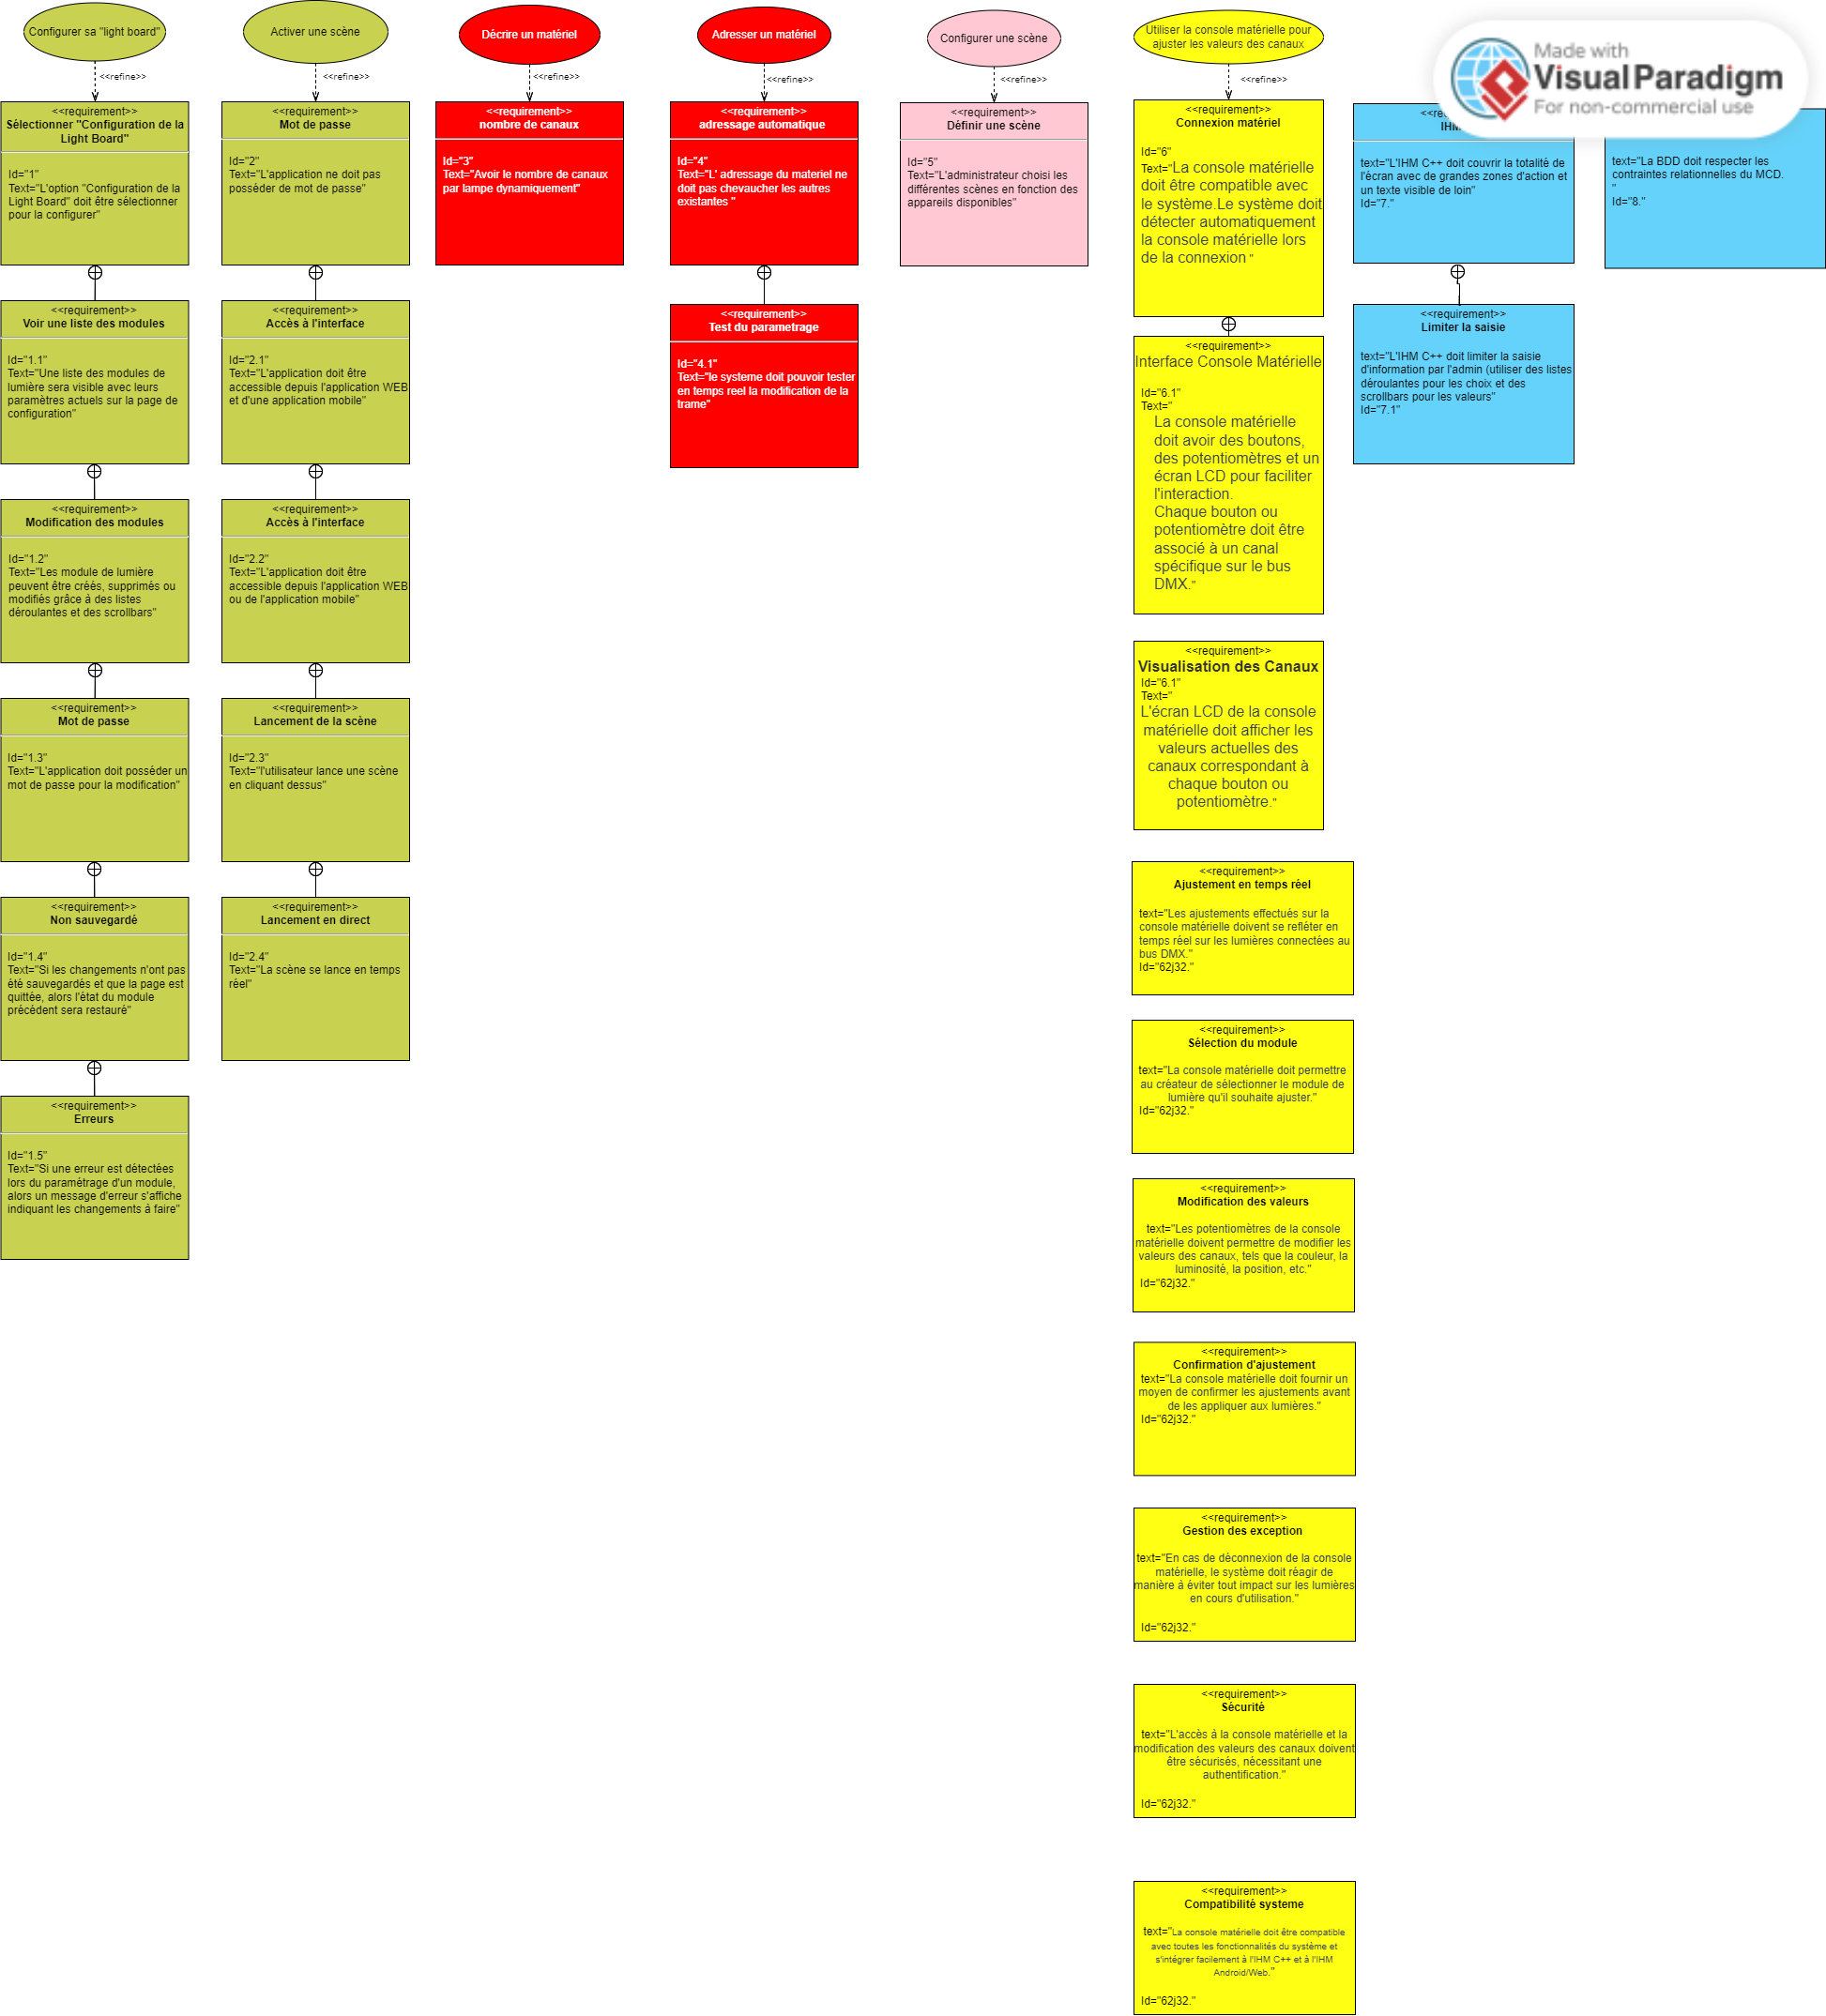 Configurer sa "light board"
<<refine>>
<<requirement>>
Sélectionner "Configuration de la
Light Board"
Id="1"
Text="L'option "Configuration de la
Light Board" doit être sélectionner
pour la configurer"
<<requirement>>
Voir une liste des modules
Id="1.1"
Text="Une liste des modules de
lumière sera visible avec leurs
paramètres actuels sur la page de
configuration"
<<requirement>>
Modification des modules
Id="1.2"
Text="Les module de lumière
peuvent être créés, supprimés ou
modifiés grâce à des listes
déroulantes et des scrollbars"
<<requirement>>
Mot de passe
Id="1.3"
Text="L'application doit posséder un
mot de passe pour la modification"
<<requirement>>
Non sauvegardé
Id="1.4"
Text="Si les changements n'ont pas
été sauvegardés et que la page est
quittée, alors l'état du module
précédent sera restauré"
<<requirement>>
Erreurs
Id="1.5"
Text="Si une erreur est détectées
lors du paramétrage d'un module,
alors un message d'erreur s'affiche
indiquant les changements à faire"
Activer une scène
<<refine>>
<<requirement>>
Mot de passe
Id="2"
Text="L'application ne doit pas
posséder de mot de passe"
<<requirement>>
Accès à l'interface
Id="2.1"
Text="L'application doit être
accessible depuis l'application WEB
et d'une application mobile"
<<requirement>>
Accès à l'interface
Id="2.2"
Text="L'application doit être
accessible depuis l'application WEB
ou de l'application mobile"
<<requirement>>
Lancement de la scène
Id="2.3"
Text="l'utilisateur lance une scène
en cliquant dessus"
<<requirement>>
Lancement en direct
Id="2.4"
Text="La scène se lance en temps
réel"
Décrire un matériel
<<refine>>
<<requirement>>
nombre de canaux
Id="3"
Text="Avoir le nombre de canaux
par lampe dynamiquement"
Adresser un matériel
<<refine>>
<<requirement>>
adressage automatique
Id="4"
Text="L' adressage du materiel ne
doit pas chevaucher les autres
existantes "
<<requirement>>
Test du parametrage
Id="4.1"
Text="le systeme doit pouvoir tester
en temps reel la modification de la
trame"
Configurer une scène
<<refine>>
<<requirement>>
Définir une scène
Id="5"
Text="L'administrateur choisi les
différentes scènes en fonction des
appareils disponibles"
Utiliser la console matérielle pour
ajuster les valeurs des canaux
<<refine>>
<<requirement>>
Connexion matériel
Id="6"
Text="La console matérielle
doit être compatible avec
le système.Le système doit
détecter automatiquement
la console matérielle lors
de la connexion "
<<requirement>>
Interface Console Matérielle
Id="6.1"
Text="
La console matérielle
doit avoir des boutons,
des potentiomètres et un
écran LCD pour faciliter
l'interaction.
Chaque bouton ou
potentiomètre doit être
associé à un canal
spécifique sur le bus
DMX."
<<requirement>>
Visualisation des Canaux
Id="6.1"
Text="
L'écran LCD de la console
matérielle doit afficher les
valeurs actuelles des
canaux correspondant à
chaque bouton ou
potentiomètre."
<<requirement>>
Ajustement en temps réel
text="Les ajustements effectués sur la
console matérielle doivent se refléter en
temps réel sur les lumières connectées au
bus DMX."
Id="62j32."
<<requirement>>
Sélection du module
text="La console matérielle doit permettre
au créateur de sélectionner le module de
lumière qu'il souhaite ajuster."
Id="62j32."
<<requirement>>
Modification des valeurs
text="Les potentiomètres de la console
matérielle doivent permettre de modifier les
valeurs des canaux, tels que la couleur, la
luminosité, la position, etc."
Id="62j32."
<<requirement>>
Confirmation d'ajustement
text="La console matérielle doit fournir un
moyen de confirmer les ajustements avant
de les appliquer aux lumières."
Id="62j32."
<<requirement>>
Gestion des exception
text="En cas de déconnexion de la console
matérielle, le système doit réagir de
manière à éviter tout impact sur les lumières
en cours d'utilisation."
Id="62j32."
<<requirement>>
Sécurité
text="L'accès à la console matérielle et la
modification des valeurs des canaux doivent
être sécurisés, nécessitant une
authentification."
Id="62j32."
<<requirement>>
Compatibilité systeme
text="La console matérielle doit être compatible
avec toutes les fonctionnalités du système et
s'intégrer facilement à l'IHM C++ et à l'IHM
Android/Web."
Id="62j32."
IHM
text="L'IHM C++ doit couvrir la totalité de
l'écran avec de grandes zones d'action et
un texte visible de loin"
Id="7."
<<requirement>>
Limiter la saisie
text="L'IHM C++ doit limiter la saisie
d'information par l'admin (utiliser des listes
déroulantes pour les choix et des
scrollbars pour les valeurs"
Id="7.1"
text="La BDD doit respecter les
contraintes relationnelles du MCD.
"
Id="8."
Made with
Visual Paradigm
For non-commercial use